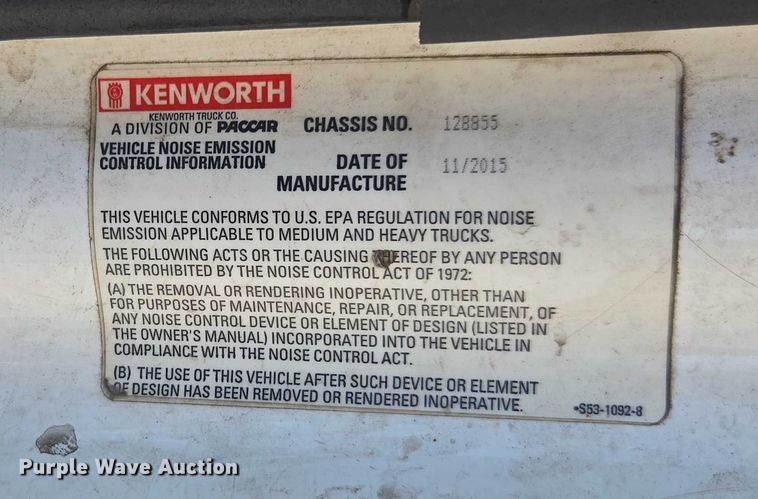 KENWORTH
KENWORTH TRUCK CO.
A DIVISION OF PACCAR
CHASSIS NO. 128855
VEHICLE NOISE EMISSION
CONTROL INFORMATION
DATE OF
MANUFACTURE
11/2015
THIS VEHICLE CONFORMS TO U.S. EPA REGULATION FOR NOISE
EMISSION APPLICABLE TO MEDIUM AND HEAVY TRUCKS.
THE FOLLOWING ACTS OR THE CAUSING THEREOF BY ANY PERSON
ARE PROHIBITED BY THE NOISE CONTROL ACT OF 1972:
(A) THE REMOVAL OR RENDERING INOPERATIVE, OTHER THAN
FOR PURPOSES OF MAINTENANCE, REPAIR, OR REPLACEMENT, OF
ANY NOISE CONTROL DEVICE OR ELEMENT OF DESIGN (LISTED IN
THE OWNER'S MANUAL) INCORPORATED INTO THE VEHICLE IN
COMPLIANCE WITH THE NOISE CONTROL ACT.
(B) THE USE OF THIS VEHICLE AFTER SUCH DEVICE OR ELEMENT
OF DESIGN HAS BEEN REMOVED OR RENDERED INOPERATIVE.
•S53-1092-8
Purple Wave Auction